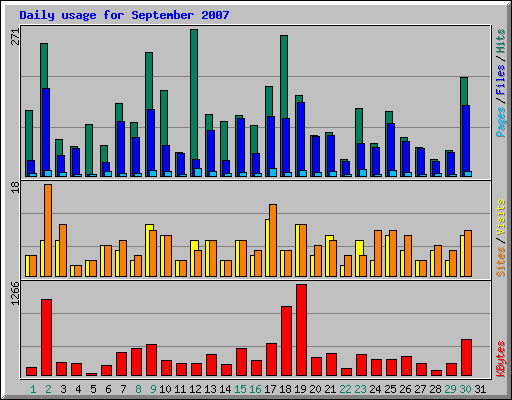 Daily usage for September 2007
271
Pages / Files / Hits
18
Sites / Visits
1266
KBytes
1 2 3 4 5 6 7 8 9 10 11 12 13 14 15 16 17 18 19 20 21 22 23 24 25 26 27 28 29 30 31